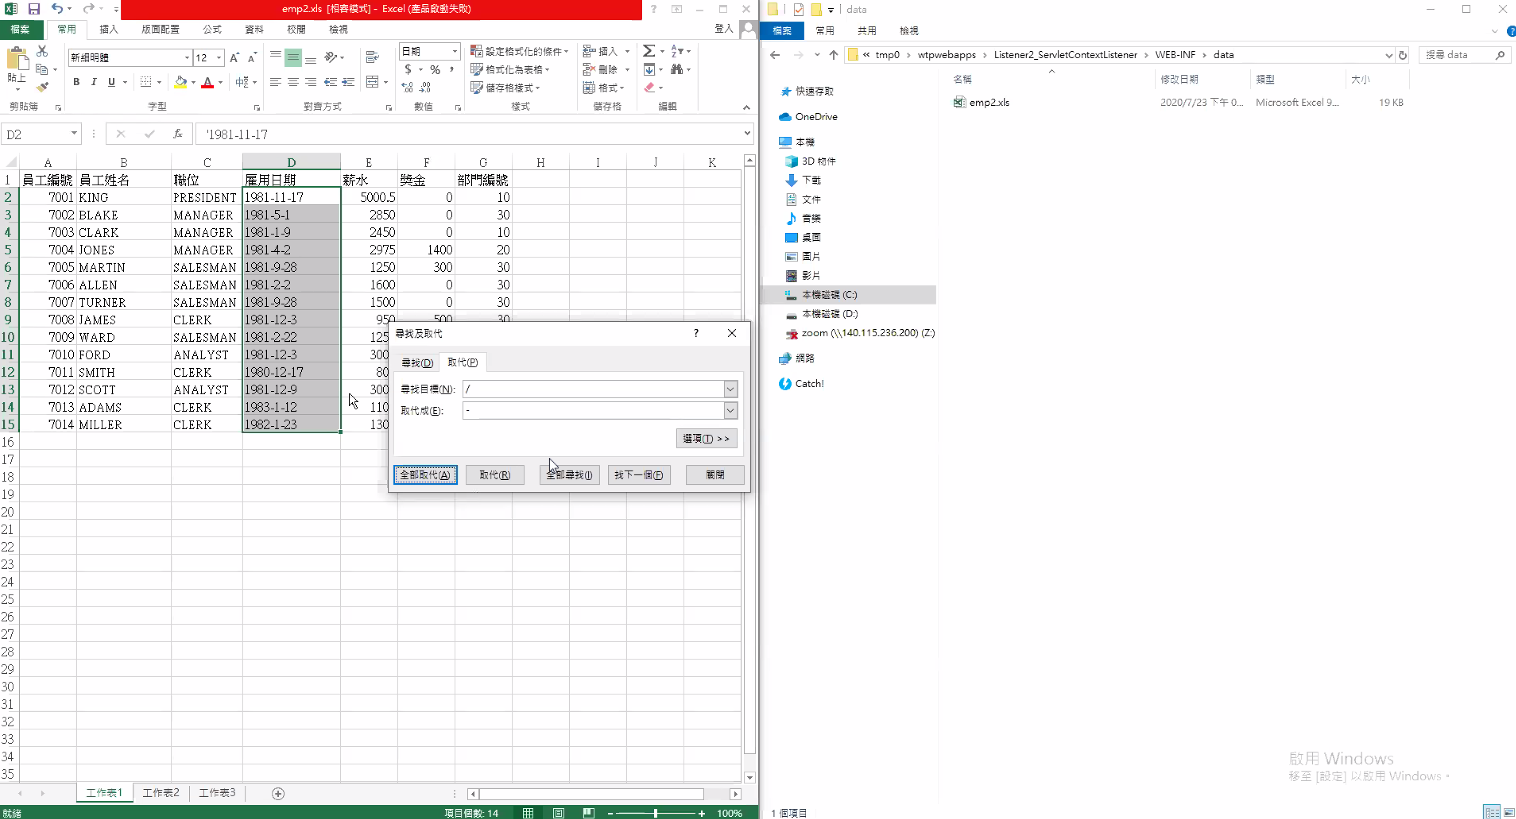 emp2.xls [相容模式] - Excel (產品啟動失敗)
檔案 常用 插入 版面配置 公式 資料 校閱 檢視 登入
貼上
新細明體 12
B I U
日期
$ % ,
設定格式化的條件
格式化為表格
儲存格樣式
插入
刪除
格式
剪貼簿 字型 對齊方式 數值 樣式 儲存格 編輯
D2 fx '1981-11-17
A B C D E F G H I J K
1 員工編號 員工姓名 職位 雇用日期 薪水 獎金 部門編號
2 7001 KING PRESIDENT 1981-11-17 5000.5 0 10
3 7002 BLAKE MANAGER 1981-5-1 2850 0 30
4 7003 CLARK MANAGER 1981-1-9 2450 0 10
5 7004 JONES MANAGER 1981-4-2 2975 1400 20
6 7005 MARTIN SALESMAN 1981-9-28 1250 300 30
7 7006 ALLEN SALESMAN 1981-2-2 1600 0 30
8 7007 TURNER SALESMAN 1981-9-28 1500 0 30
9 7008 JAMES CLERK 1981-12-3 950 500 30
10 7009 WARD SALESMAN 1981-2-22 125
11 7010 FORD ANALYST 1981-12-3 300
12 7011 SMITH CLERK 1980-12-17 80
13 7012 SCOTT ANALYST 1981-12-9 300
14 7013 ADAMS CLERK 1983-1-12 110
15 7014 MILLER CLERK 1982-1-23 130
16
17
18
19
20
21
22
23
24
25
26
27
28
29
30
31
32
33
34
35
尋找及取代 ?
尋找(D) 取代(P)
尋找目標(N): /
取代成(E): -
選項(T) >>
全部取代(A) 取代(R) 全部尋找(I) 找下一個(F) 關閉
工作表1 工作表2 工作表3
就緒 項目個數: 14 100%
data
檔案 常用 共用 檢視
« tmp0 › wtpwebapps › Listener2_ServletContextListener › WEB-INF › data
搜尋 data
名稱 修改日期 類型 大小
emp2.xls 2020/7/23 下午 0... Microsoft Excel 9... 19 KB
快速存取
OneDrive
本機
3D 物件
下載
文件
音樂
桌面
圖片
影片
本機磁碟 (C:)
本機磁碟 (D:)
zoom (\\140.115.236.200) (Z:)
網路
Catch!
啟用 Windows
移至 [設定] 以啟用 Windows。
1 個項目